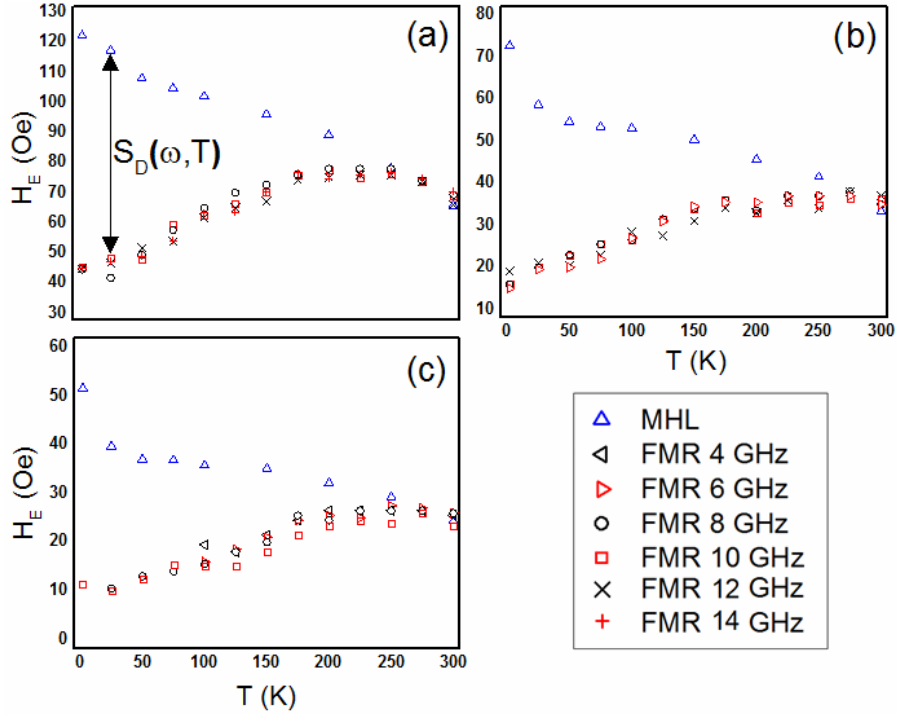 130
120
110
100
90
80
70
60
50
40
30
H_E (Oe)
(a)
S_D(ω,T)
80
70
60
50
40
30
20
10
(b)
0 50 100 150 200 250 300
T (K)
60
50
40
30
20
10
0
H_E (Oe)
(c)
0 50 100 150 200 250 300
T (K)
MHL
FMR 4 GHz
FMR 6 GHz
FMR 8 GHz
FMR 10 GHz
FMR 12 GHz
FMR 14 GHz